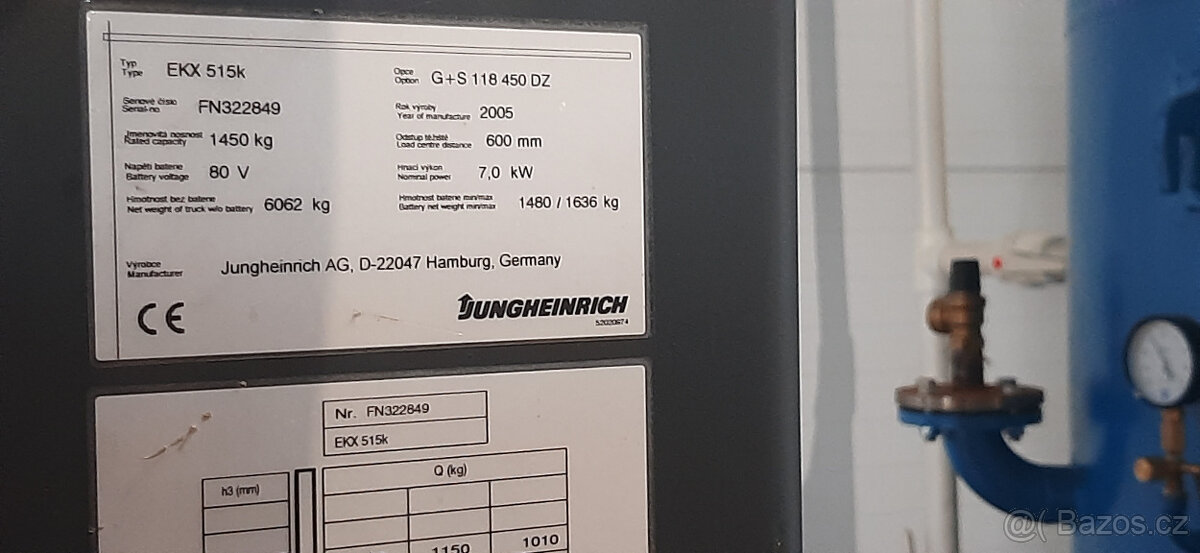 Typ
Type
EKX 515k
Opce
Option
G+S 118 450 DZ
Sériové číslo
Serial-no
FN322849
Rok výroby
Year of manufacture
2005
Jmenovitá nosnost
Rated capacity
1450 kg
Odstup těžiště
Load centre distance
600 mm
Napětí baterie
Battery voltage
80 V
Hnací výkon
Nominal power
7,0 kW
Hmotnost bez baterie
Net weight of truck w/o battery
6062 kg
Hmotnost baterie min/max
Battery net weight min/max
1480 / 1636 kg
Výrobce
Manufacturer
Jungheinrich AG, D-22047 Hamburg, Germany
CE
JUNGHEINRICH
52020674
Nr. FN322849
EKX 515k
Q (kg)
h3 (mm)
1150
1010
@( Bazos.cz